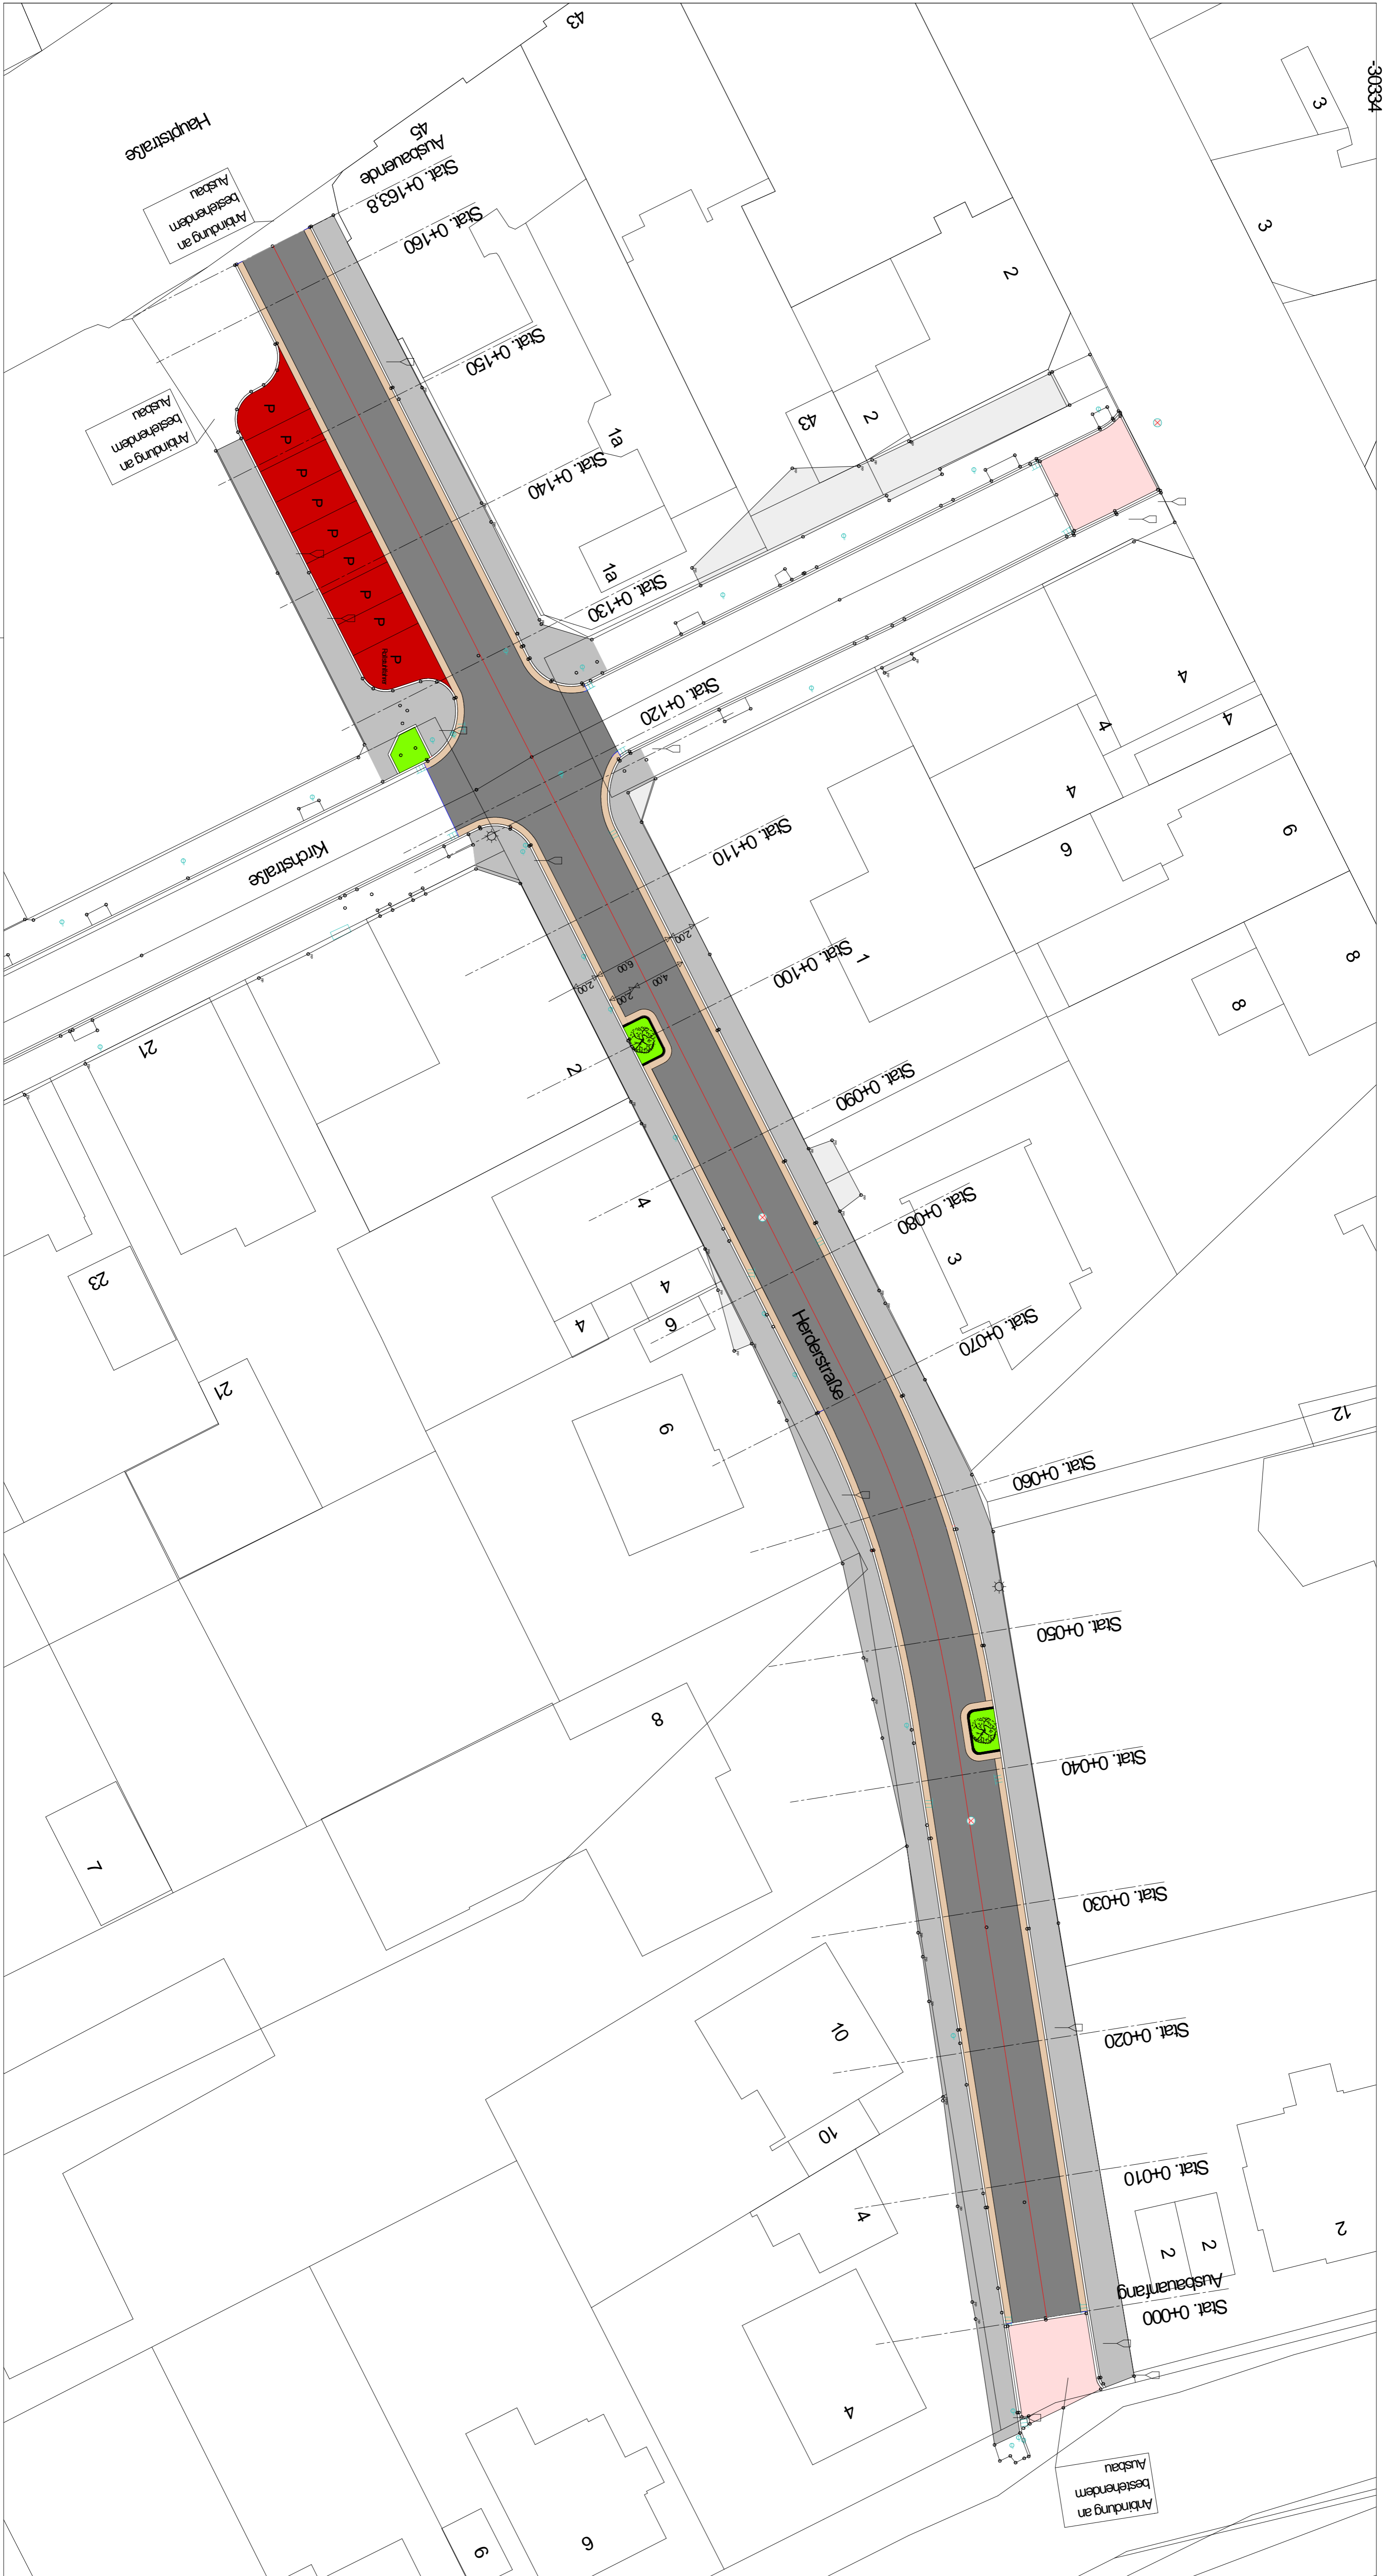 -30334
43
3
Hauptstraße
45
Ausbauende
Stat. 0+163,8
Anbindung an
bestehendem
Ausbau
Stat. 0+160
3
2
Stat. 0+150
Anbindung an
bestehendem
Ausbau
P
P
P
P
P
P
P
P
P
43
2
1a
Stat. 0+140
1a
Stat. 0+130
4
4
4
4
Stat. 0+120
Kirchstraße
Stat. 0+110
6
6
200
600
400
200
200
Stat. 0+100
1
8
8
21
2
Stat. 0+090
4
Stat. 0+080
3
23
4
4
6
Herderstraße
Stat. 0+070
21
6
12
Stat. 0+060
Stat. 0+050
8
Stat. 0+040
7
Stat. 0+030
10
Stat. 0+020
10
Stat. 0+010
4
2
2
2
Ausbauanfang
Stat. 0+000
4
Anbindung an
bestehendem
Ausbau
6
6